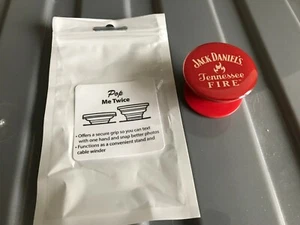 Pop
Me Twice
• Offers a secure grip so you can text
with one hand and snap better photos
• Functions as a convenient stand and
cable winder
JACK DANIEL'S
Tennessee
FIRE